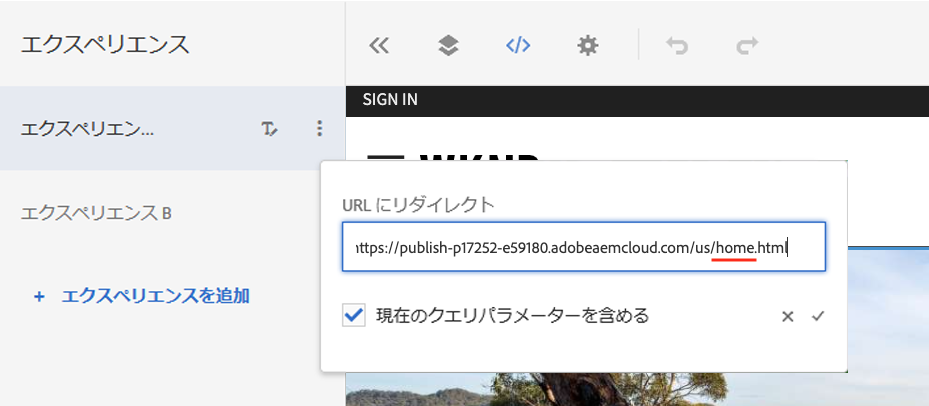 エクスペリエンス
SIGN IN
エクスペリエン...
エクスペリエンス B
+ エクスペリエンスを追加
URL にリダイレクト
https://publish-p17252-e59180.adobeaemcloud.com/us/home.html
現在のクエリパラメーターを含める